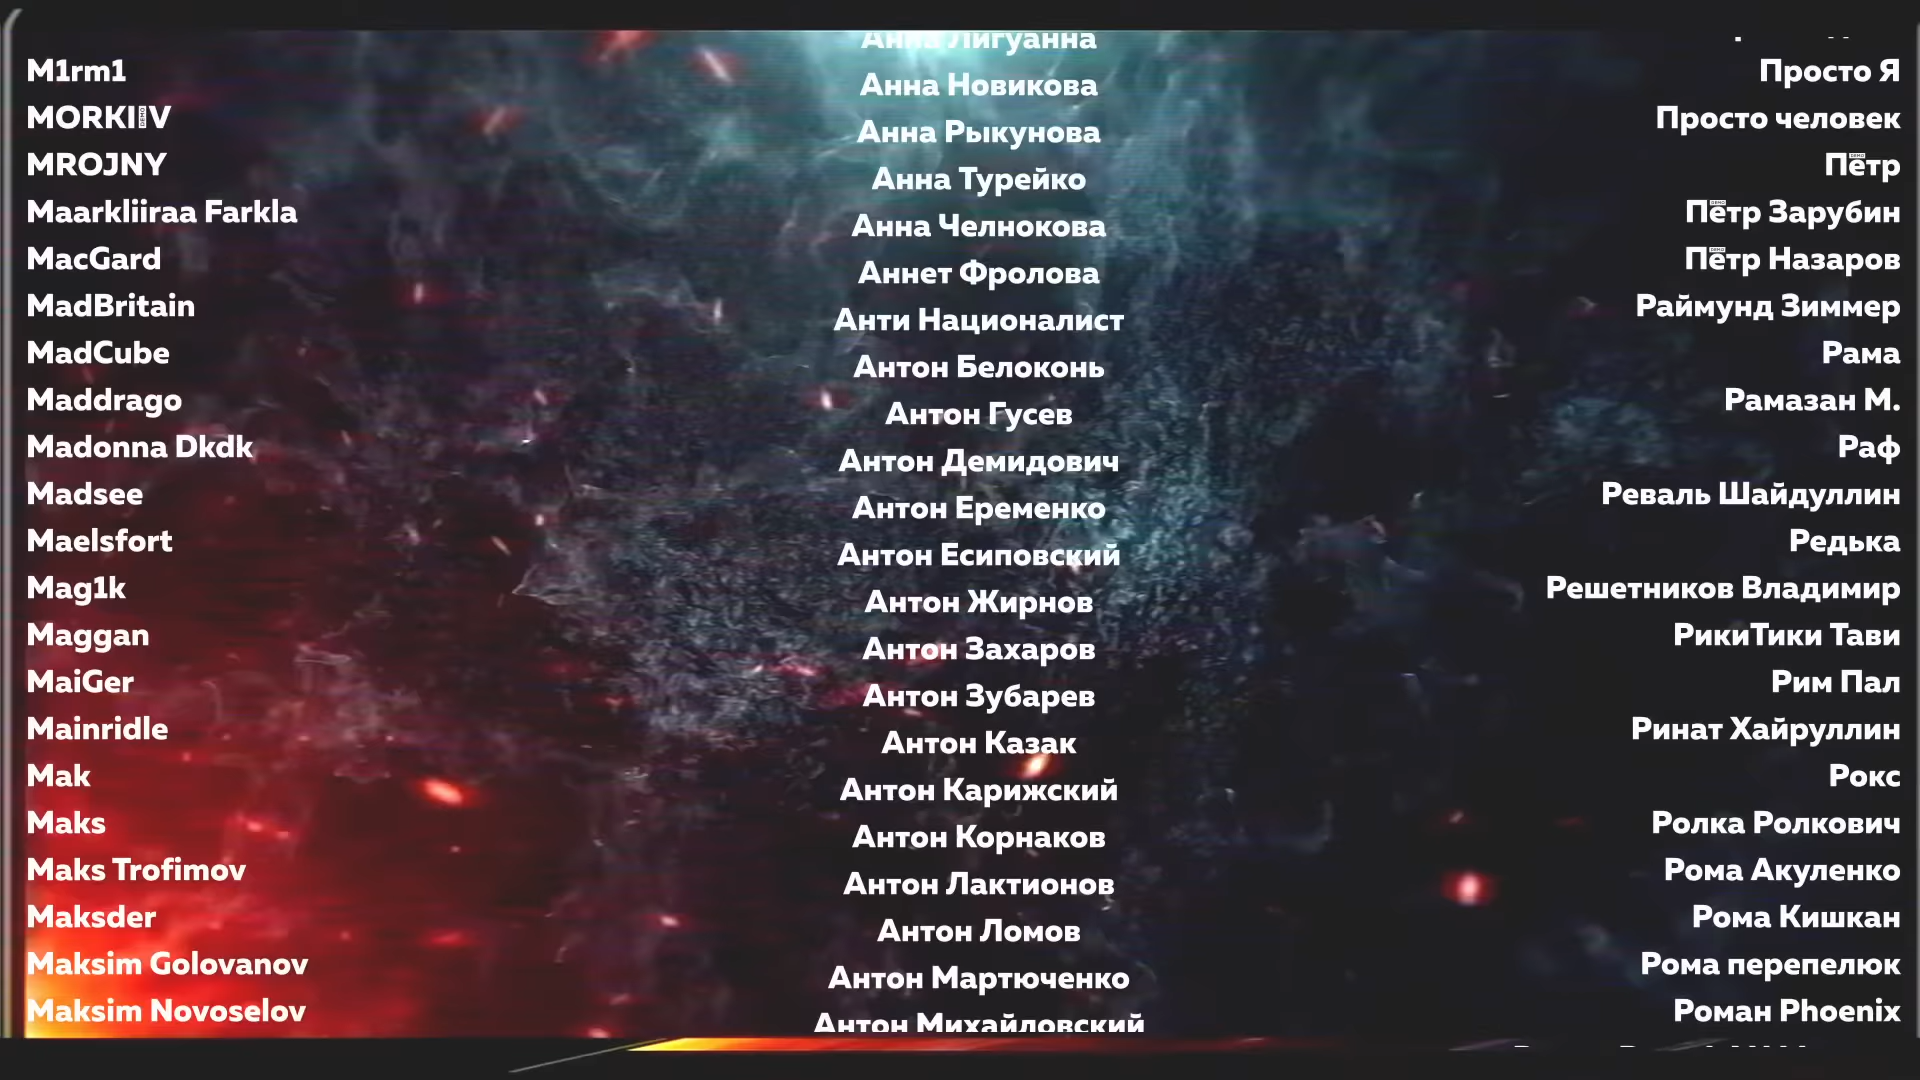 M1rm1
MORKIV
MROJNY
Maarkliiraa Farkla
MacGard
MadBritain
MadCube
Maddrago
Madonna Dkdk
Madsee
Maelsfort
Mag1k
Maggan
MaiGer
Mainridle
Mak
Maks
Maks Trofimov
Maksder
Maksim Golovanov
Maksim Novoselov
Анна Лигуанна
Анна Новикова
Анна Рыкунова
Анна Турейко
Анна Челнокова
Аннет Фролова
Анти Националист
Антон Белоконь
Антон Гусев
Антон Демидович
Антон Еременко
Антон Есиповский
Антон Жирнов
Антон Захаров
Антон Зубарев
Антон Казак
Антон Карижский
Антон Корнаков
Антон Лактионов
Антон Ломов
Антон Мартюченко
Антон Михайловский
Просто Я
Просто человек
Пётр
Пётр Зарубин
Пётр Назаров
Раймунд Зиммер
Рама
Рамазан М.
Раф
Реваль Шайдуллин
Редька
Решетников Владимир
РикиТики Тави
Рим Пал
Ринат Хайруллин
Рокс
Ролка Ролкович
Рома Акуленко
Рома Кишкан
Рома перепелюк
Роман Phoenix